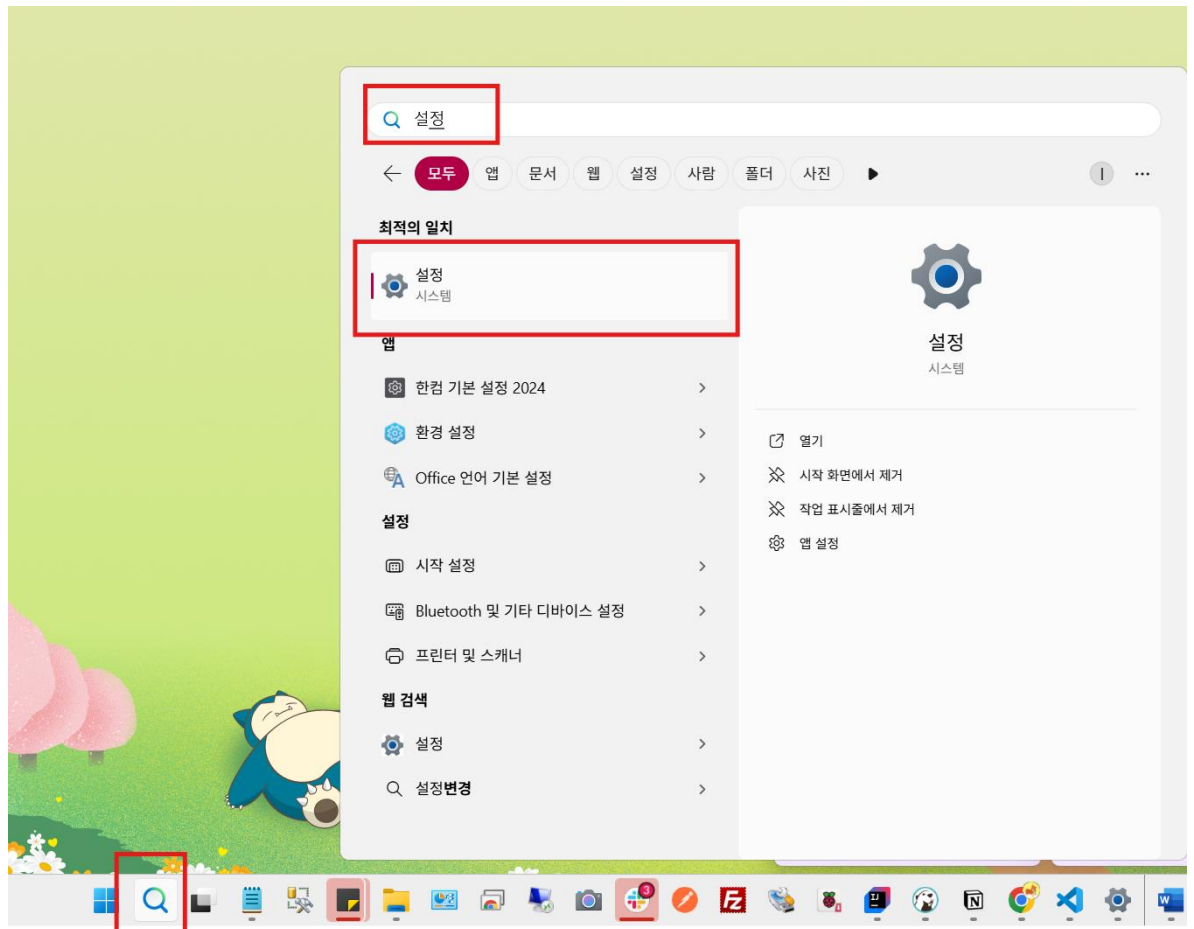 설정
모두 앱 문서 웹 설정 사람 폴더 사진 I ...
최적의 일치
설정
시스템
앱
한컴 기본 설정 2024
환경 설정
Office 언어 기본 설정
설정
시작 설정
Bluetooth 및 기타 디바이스 설정
프린터 및 스캐너
웹 검색
설정
설정변경
설정
시스템
열기
시작 화면에서 제거
작업 표시줄에서 제거
앱 설정
3